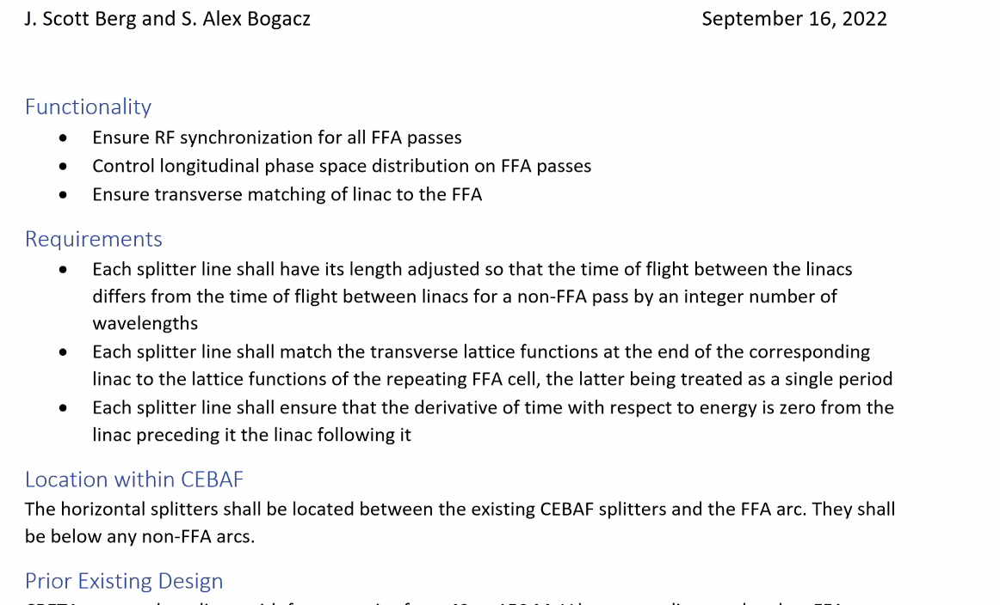 J. Scott Berg and S. Alex Bogacz September 16, 2022
Functionality
• Ensure RF synchronization for all FFA passes
• Control longitudinal phase space distribution on FFA passes
• Ensure transverse matching of linac to the FFA
Requirements
• Each splitter line shall have its length adjusted so that the time of flight between the linacs
differs from the time of flight between linacs for a non-FFA pass by an integer number of
wavelengths
• Each splitter line shall match the transverse lattice functions at the end of the corresponding
linac to the lattice functions of the repeating FFA cell, the latter being treated as a single period
• Each splitter line shall ensure that the derivative of time with respect to energy is zero from the
linac preceding it the linac following it
Location within CEBAF
The horizontal splitters shall be located between the existing CEBAF splitters and the FFA arc. They shall
be below any non-FFA arcs.
Prior Existing Design